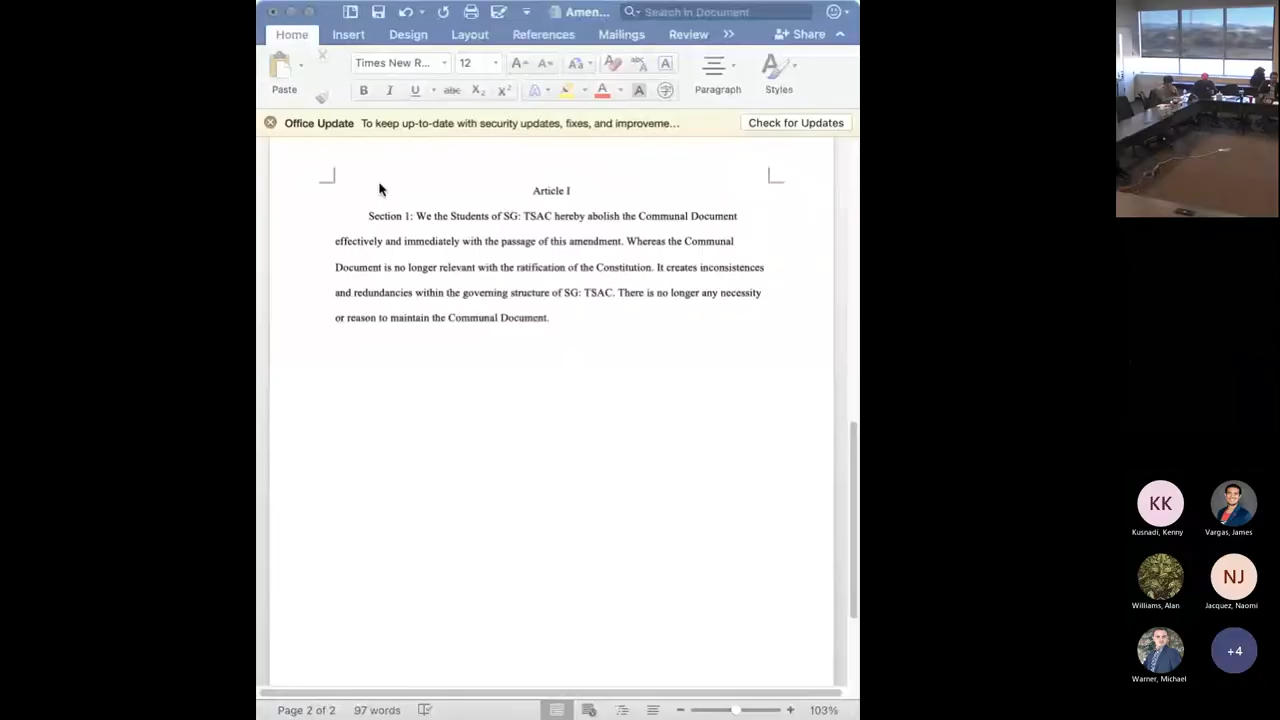 Amen...
Search in Document
Home Insert Design Layout References Mailings Review >> Share
Paste
Times New R... 12
Paragraph
Styles
Office Update To keep up-to-date with security updates, fixes, and improveme... Check for Updates
Article I
Section 1: We the Students of SG: TSAC hereby abolish the Communal Document
effectively and immediately with the passage of this amendment. Whereas the Communal
Document is no longer relevant with the ratification of the Constitution. It creates inconsistences
and redundancies within the governing structure of SG: TSAC. There is no longer any necessity
or reason to maintain the Communal Document.
Page 2 of 2 97 words 103%
KK
Kusnadi, Kenny
Vargas, James
Williams, Alan
NJ
Jacquez, Naomi
Warner, Michael
+4